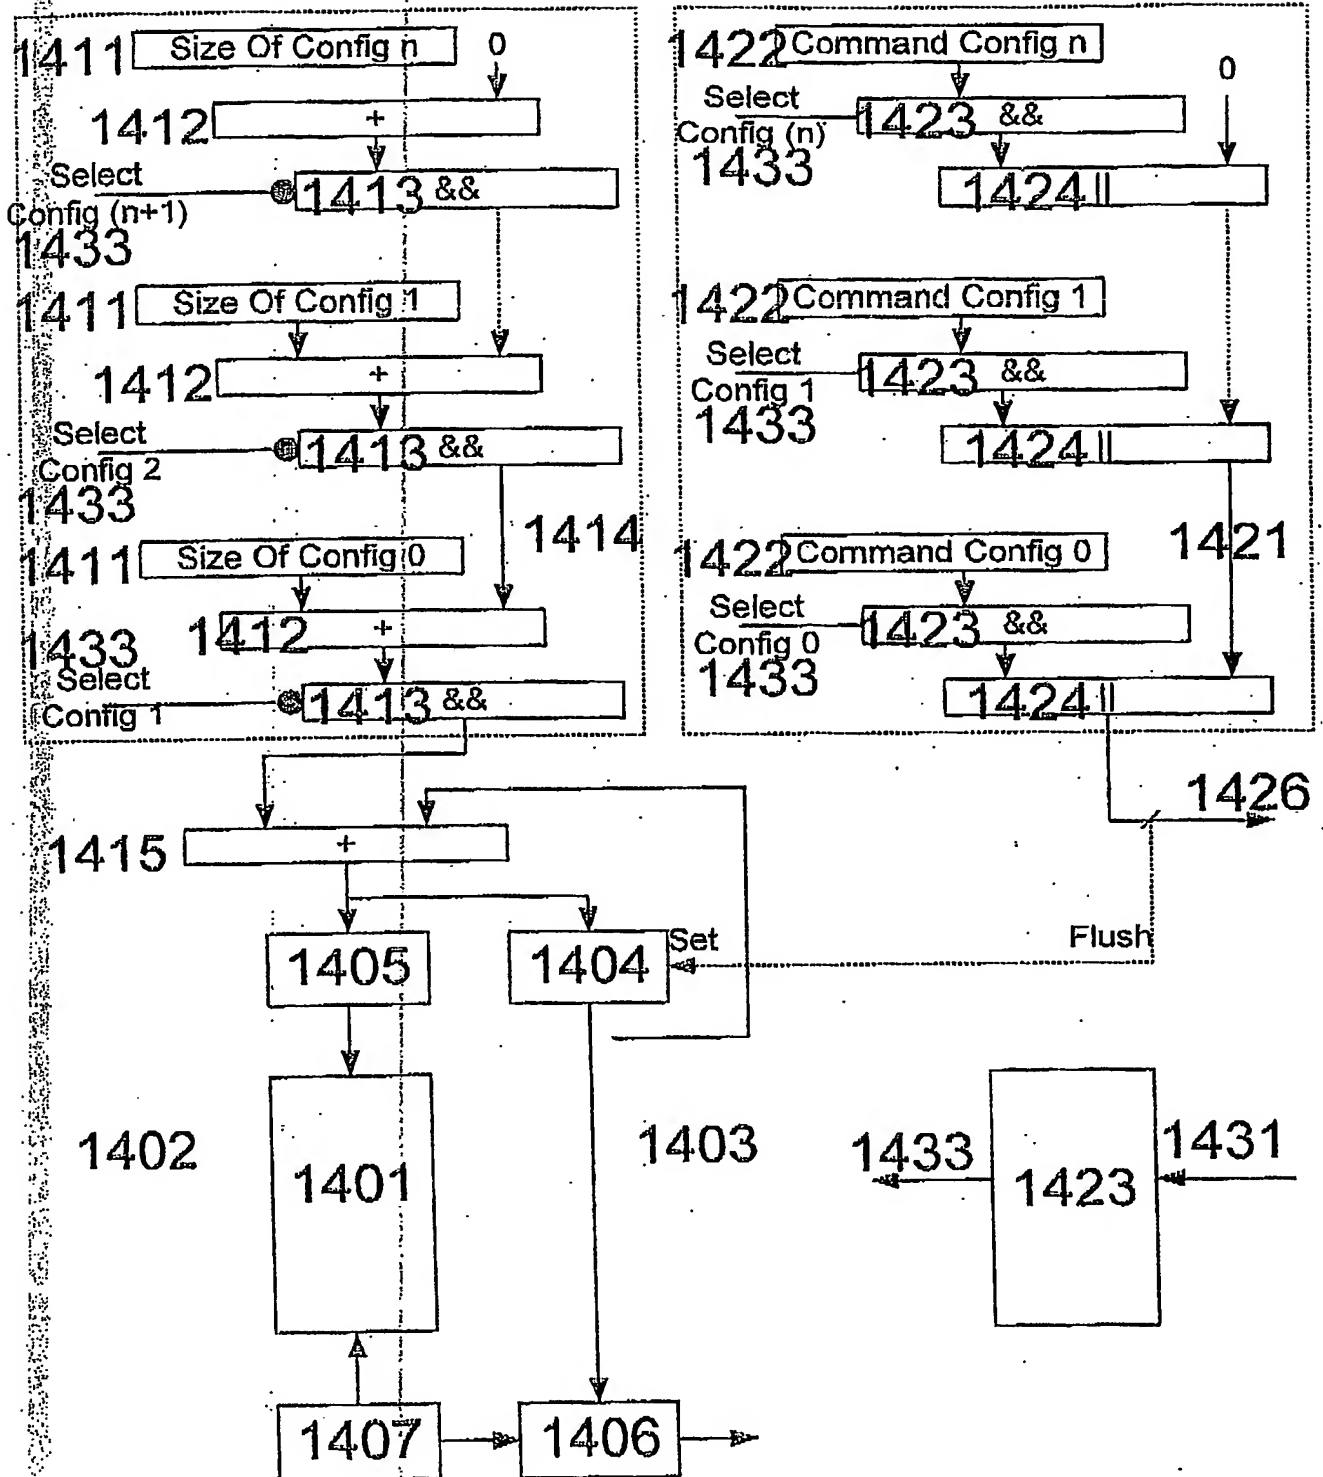 1411 Size Of Config n 0
1412 +
Select
Config (n+1)
1413 &&
1433
1411 Size Of Config 1
1412 +
Select
Config 2
1413 &&
1433
1414
1411 Size Of Config 0
1412 +
1433
Select
Config 1
1413 &&
1422 Command Config n
0
Select
Config (n)
1423 &&
1433
1424 ||
1422 Command Config 1
Select
Config 1
1423 &&
1433
1424 ||
1421
1422 Command Config 0
Select
Config 0
1423 &&
1433
1424 ||
1426
1415 +
1405
1404
Set
Flush
1402
1401
1403
1433
1423
1431
1407
1406